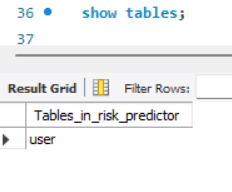 36 show tables;
37
Result Grid Filter Rows:
Tables_in_risk_predictor
user